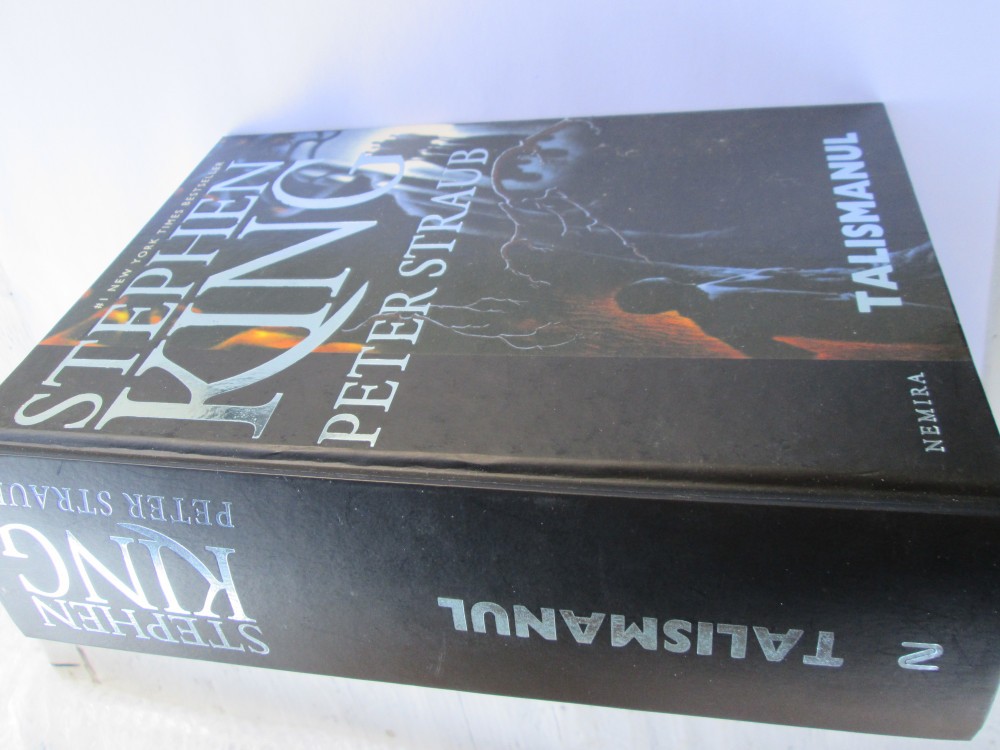 #1 NEW YORK TIMES BESTSELLER
STEPHEN
KING
PETER STRAUB
TALISMANUL
NEMIRA
STEPHEN
KING
PETER STRAUB
TALISMANUL
N